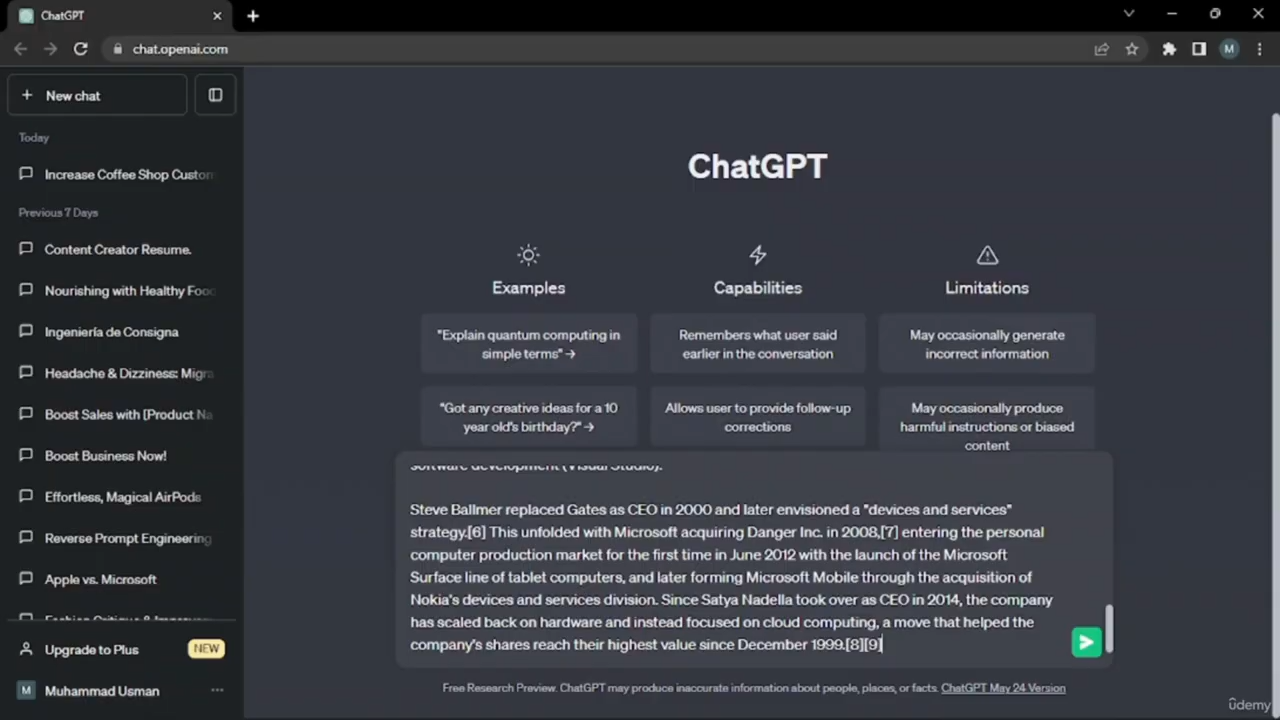 ChatGPT
chat.openai.com
M
New chat
Today
Increase Coffee Shop Custom
Previous 7 Days
Content Creator Resume.
Nourishing with Healthy Food
Ingeniería de Consigna
Headache & Dizziness: Migra
Boost Sales with [Product Na
Boost Business Now!
Effortless, Magical AirPods
Reverse Prompt Engineering
Apple vs. Microsoft
Upgrade to Plus
NEW
M
Muhammad Usman
ChatGPT
Examples
Capabilities
Limitations
"Explain quantum computing in
simple terms" →
Remembers what user said
earlier in the conversation
May occasionally generate
incorrect information
"Got any creative ideas for a 10
year old's birthday?" →
Allows user to provide follow-up
corrections
May occasionally produce
harmful instructions or biased
content
software development (Visual Studio).
Steve Ballmer replaced Gates as CEO in 2000 and later envisioned a "devices and services"
strategy.[6] This unfolded with Microsoft acquiring Danger Inc. in 2008,[7] entering the personal
computer production market for the first time in June 2012 with the launch of the Microsoft
Surface line of tablet computers, and later forming Microsoft Mobile through the acquisition of
Nokia's devices and services division. Since Satya Nadella took over as CEO in 2014, the company
has scaled back on hardware and instead focused on cloud computing, a move that helped the
company's shares reach their highest value since December 1999.[8][9]
Free Research Preview. ChatGPT may produce inaccurate information about people, places, or facts. ChatGPT May 24 Version
udemy